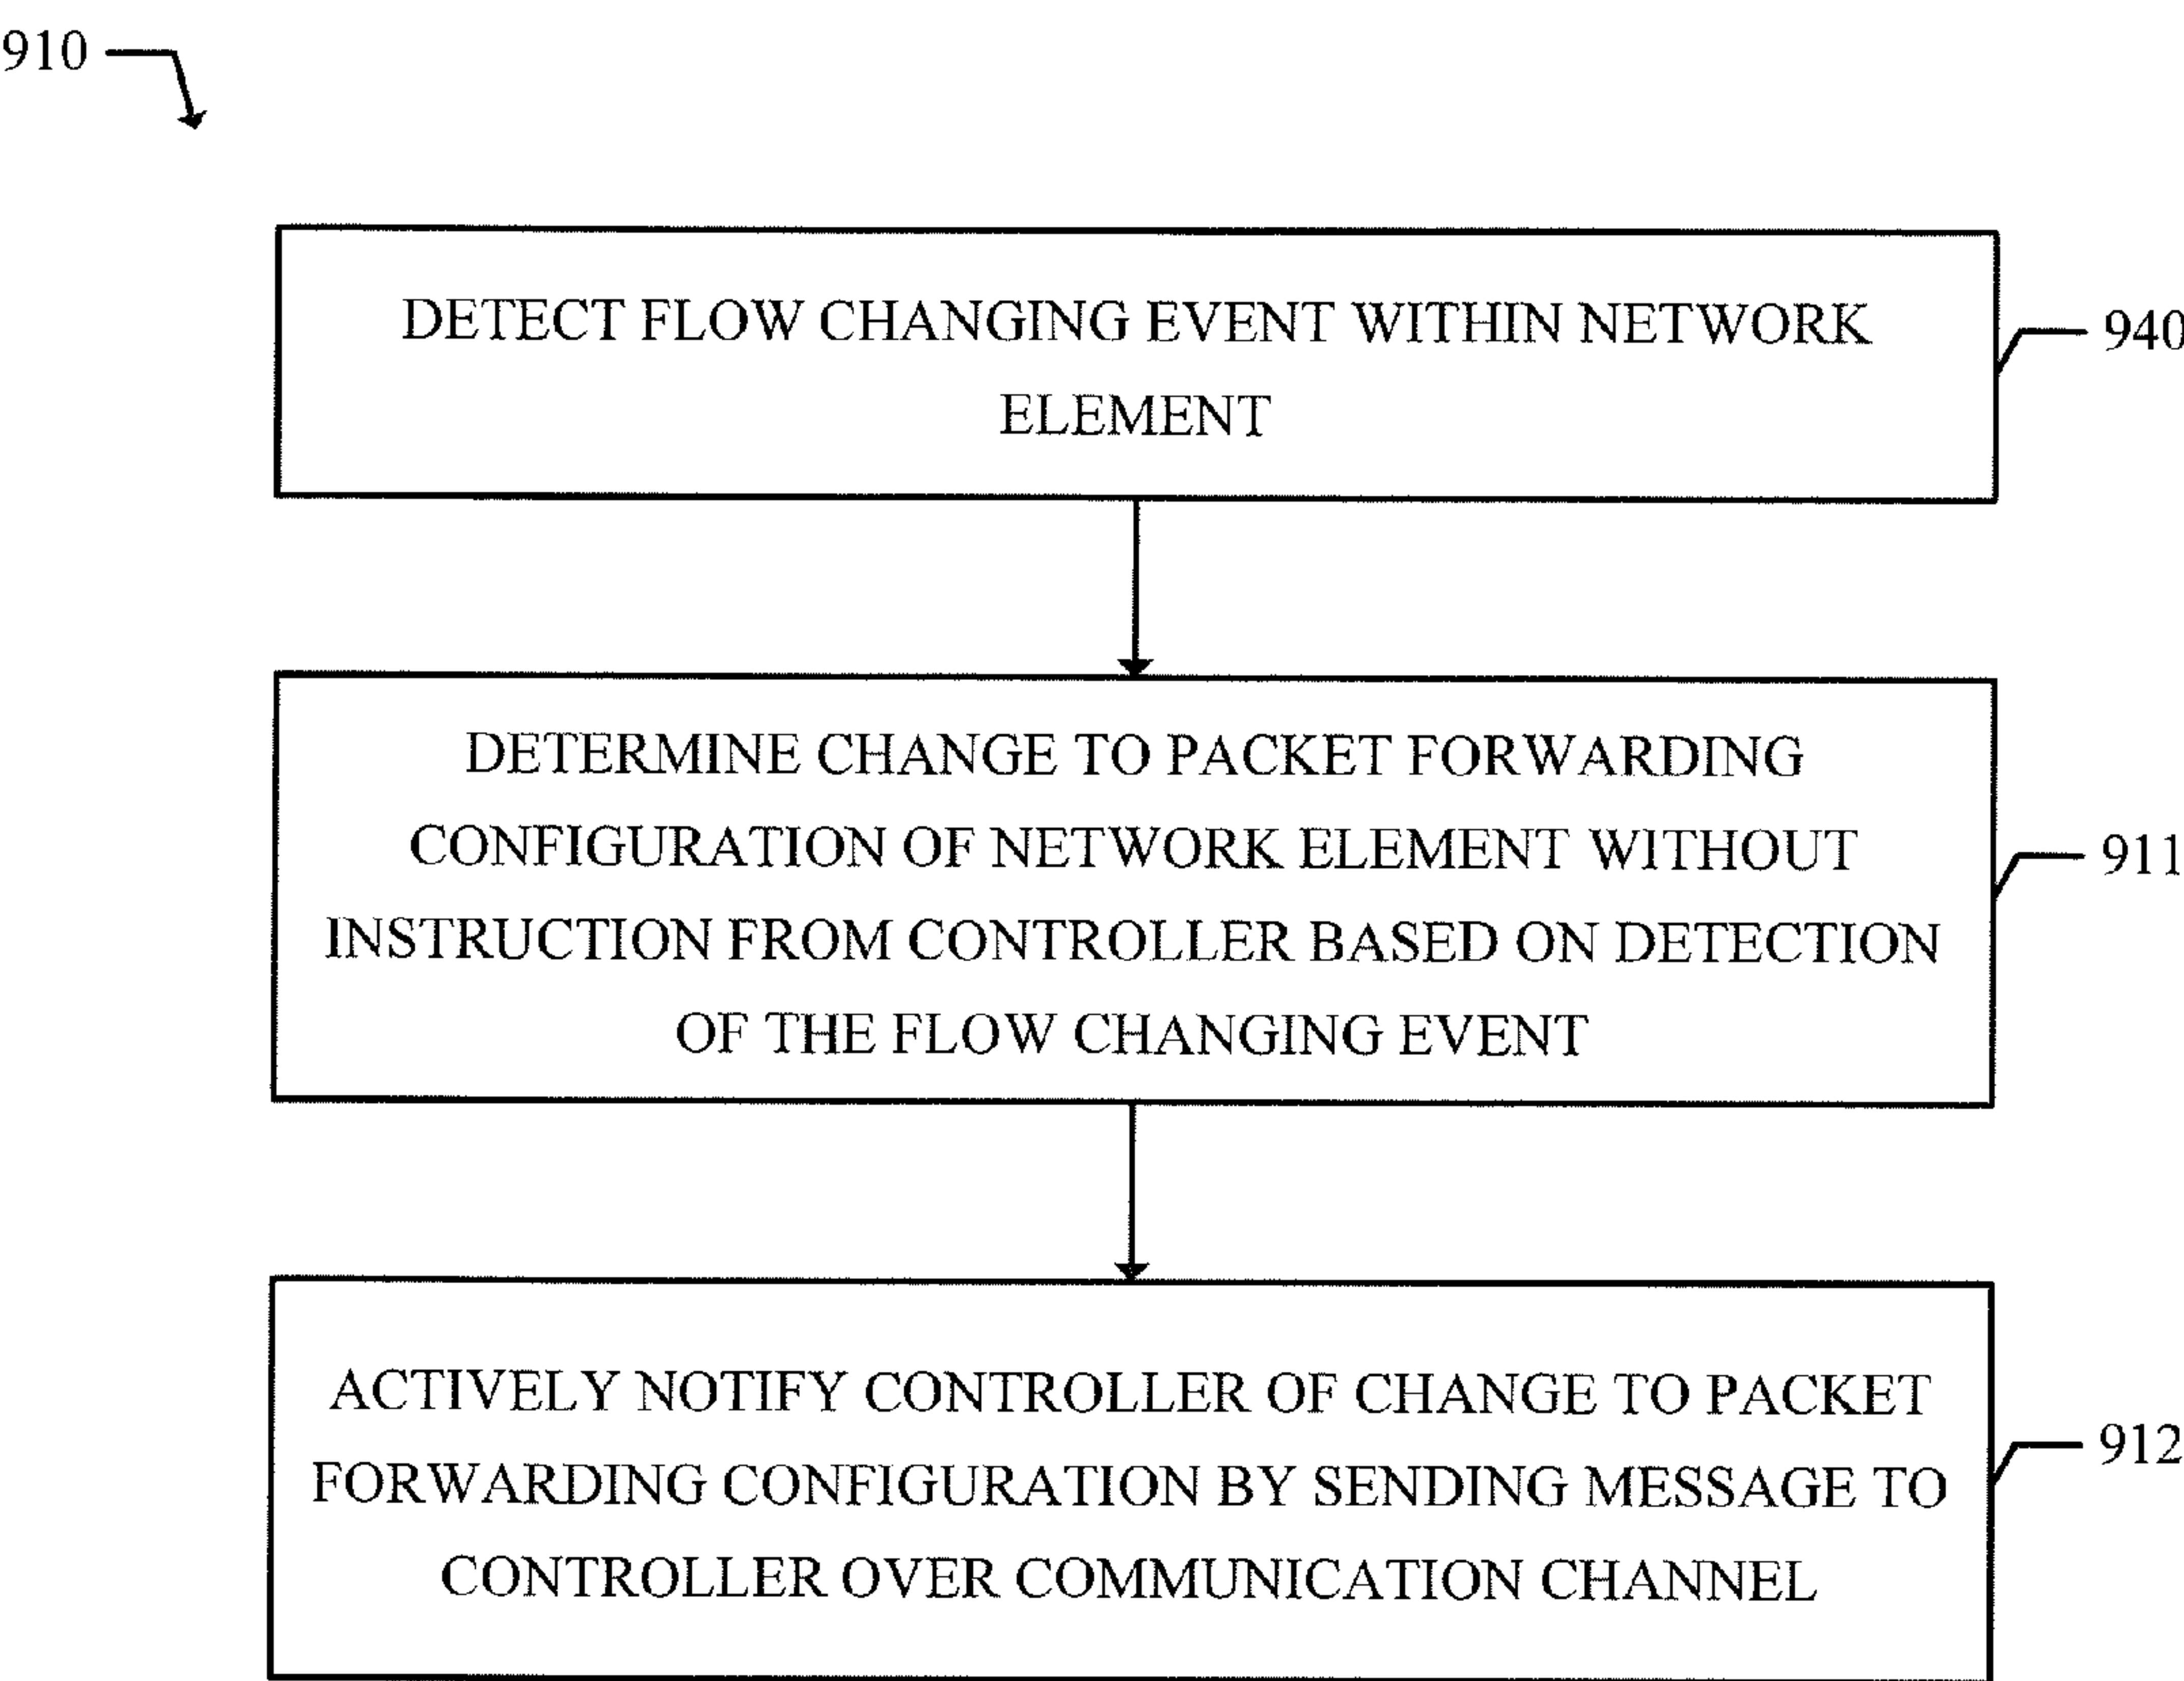 910
DETECT FLOW CHANGING EVENT WITHIN NETWORK
ELEMENT
940
DETERMINE CHANGE TO PACKET FORWARDING
CONFIGURATION OF NETWORK ELEMENT WITHOUT
INSTRUCTION FROM CONTROLLER BASED ON DETECTION
OF THE FLOW CHANGING EVENT
911
ACTIVELY NOTIFY CONTROLLER OF CHANGE TO PACKET
FORWARDING CONFIGURATION BY SENDING MESSAGE TO
CONTROLLER OVER COMMUNICATION CHANNEL
912